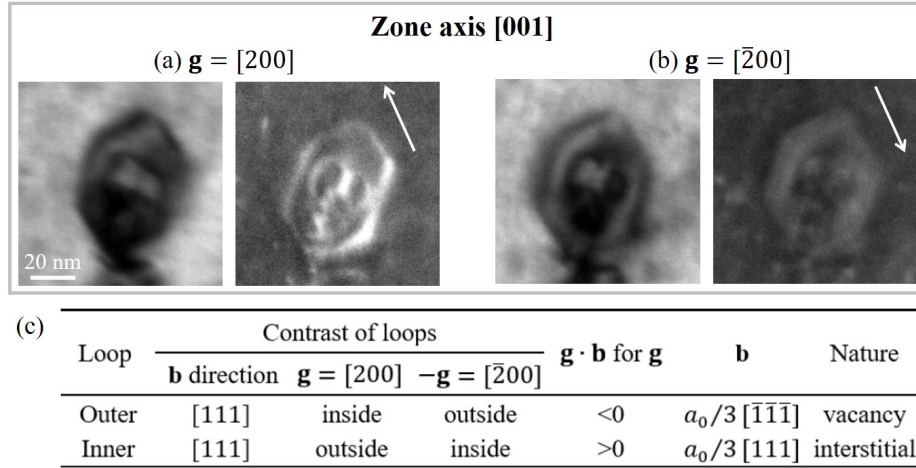 Zone axis [001]
(a) g = [200]
(b) g = [2̄00]
20 nm
(c)
Loop
Contrast of loops
g · b for g
b
Nature
b direction g = [200] −g = [2̄00]
Outer [111] inside outside <0 a₀/3 [1̄1̄1̄] vacancy
Inner [111] outside inside >0 a₀/3 [111] interstitial